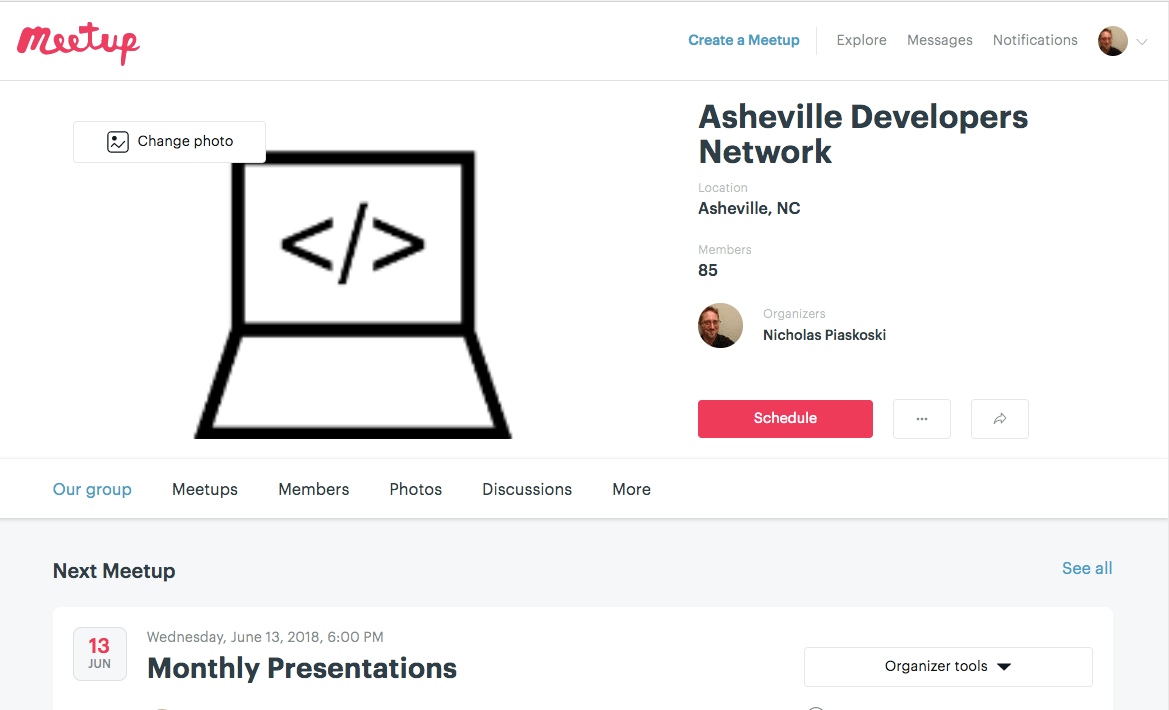 Meetup
Create a Meetup
Explore
Messages
Notifications
Change photo
</>
Asheville Developers
Network
Location
Asheville, NC
Members
85
Organizers
Nicholas Piaskoski
Schedule
...
Our group
Meetups
Members
Photos
Discussions
More
Next Meetup
See all
13
JUN
Wednesday, June 13, 2018, 6:00 PM
Monthly Presentations
Organizer tools